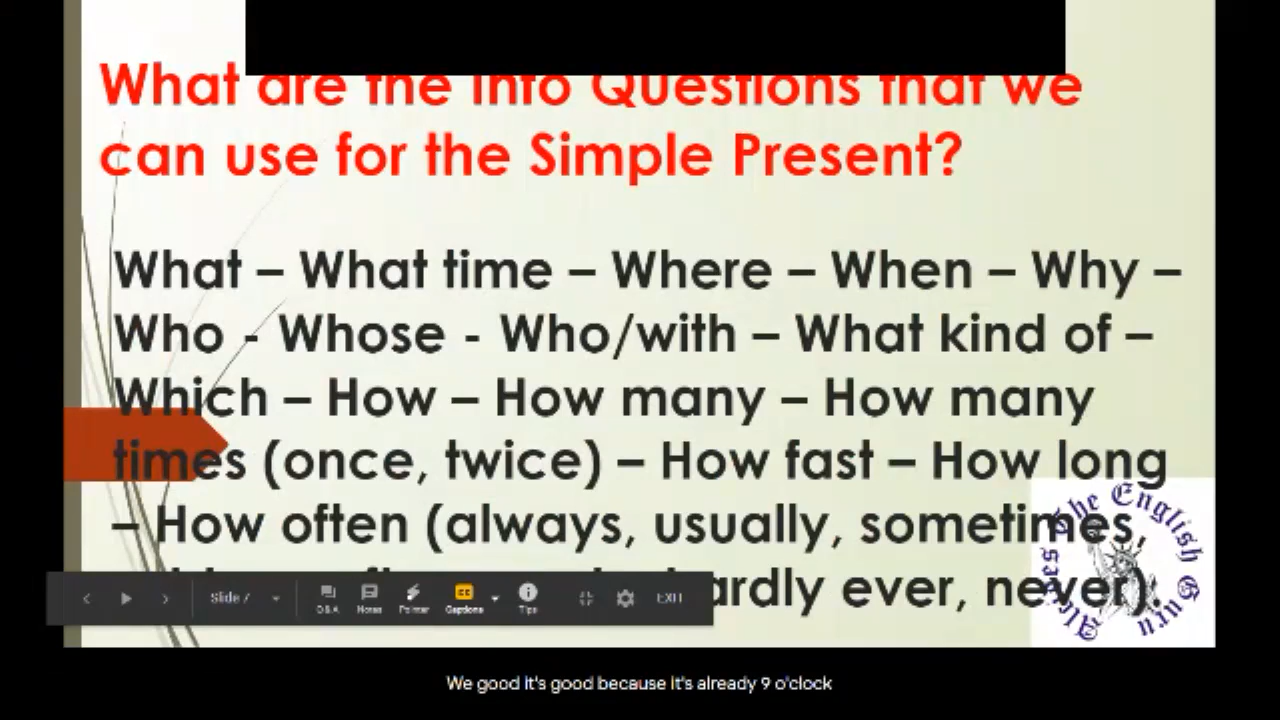 What are the Info Questions that we
can use for the Simple Present?
What – What time – Where – When – Why –
Who - Whose - Who/with – What kind of –
Which – How – How many – How many
times (once, twice) – How fast – How long
– How often (always, usually, sometimes,
ardly ever, never).
Alcides The English Guru
Slide 7
Q&A Notes Pointer Captions Tips EXIT
We good it's good because it's already 9 o'clock